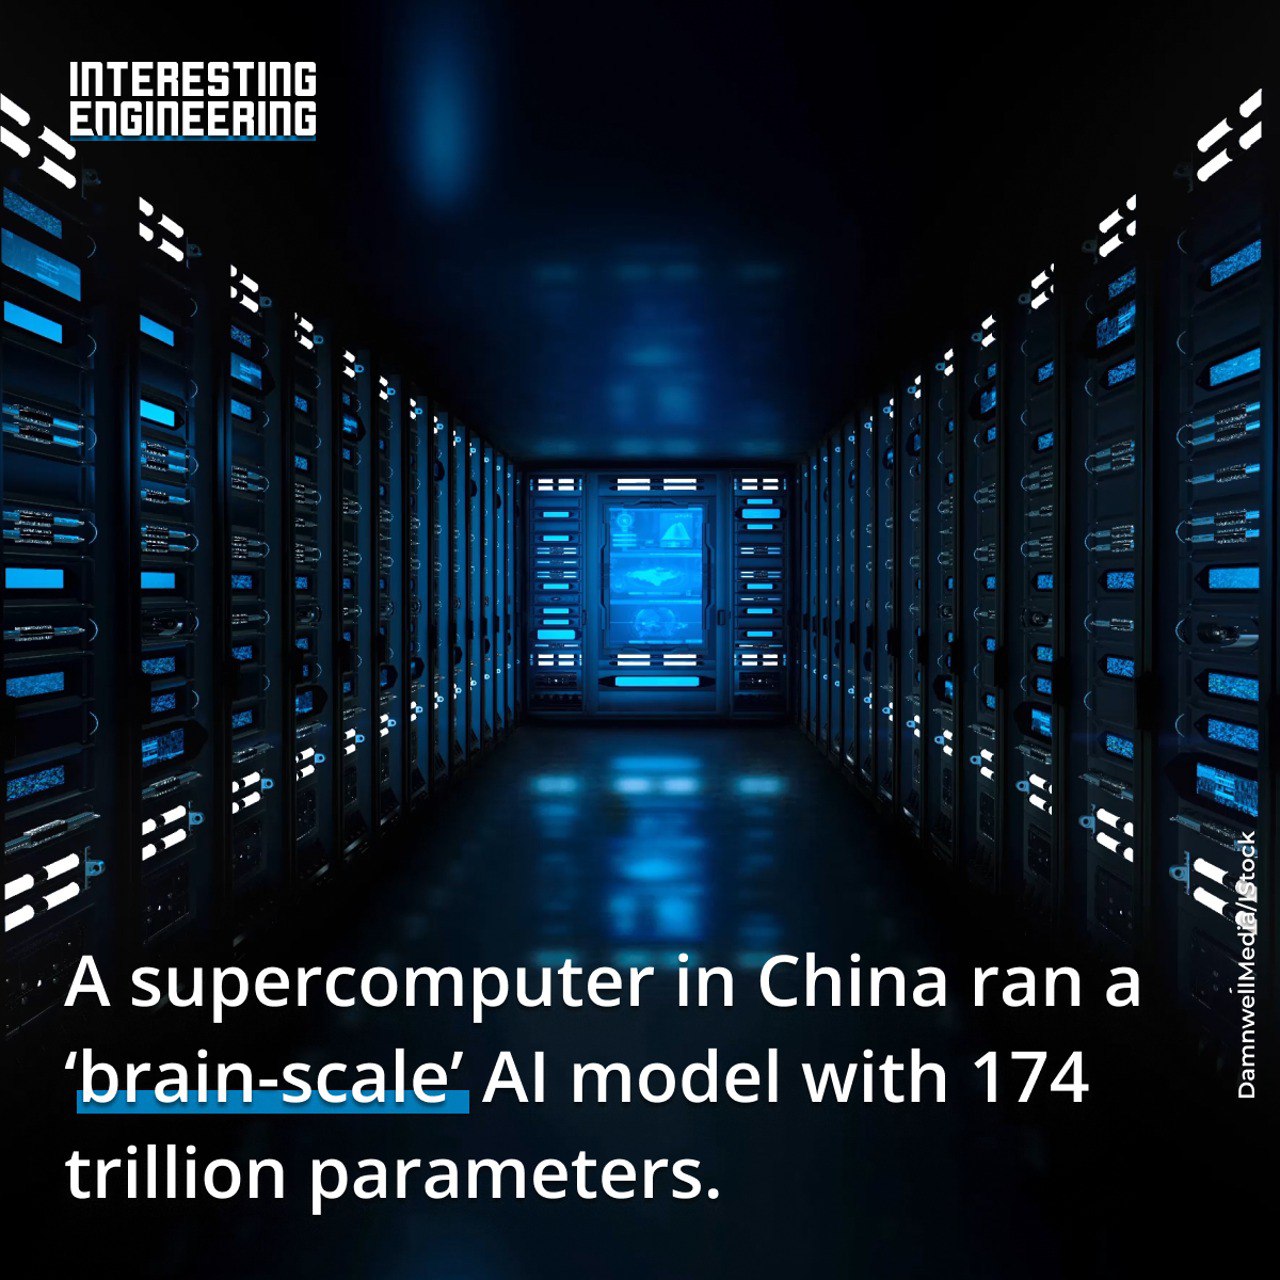 INTERESTING
ENGINEERING
DamnwellMedia/iStock
A supercomputer in China ran a
‘brain-scale’ AI model with 174
trillion parameters.